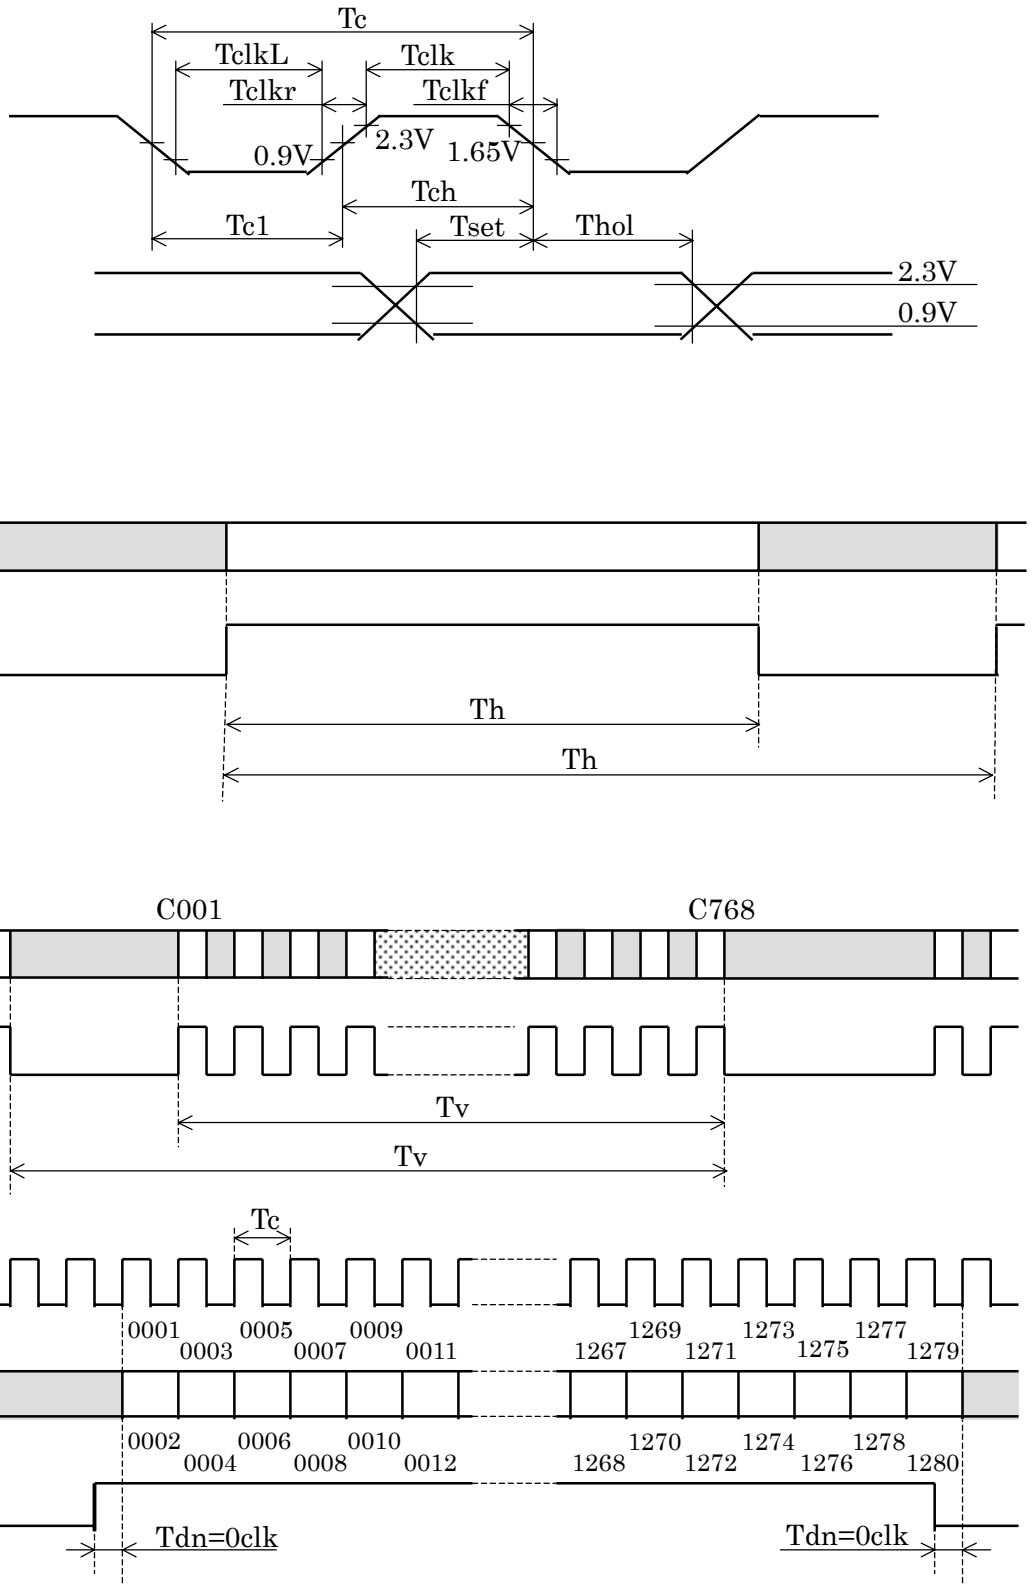 Tc
TclkL Tclk
Tclkr Tclkf
0.9V 2.3V 1.65V
Tch
Tc1 Tset Thol
2.3V
0.9V
Th
Th
C001 C768
Tv
Tv
Tc
0001 0005 0009 1269 1273 1277
0003 0007 0011 1267 1271 1275 1279
0002 0006 0010 1270 1274 1278
0004 0008 0012 1268 1272 1276 1280
Tdn=0clk Tdn=0clk